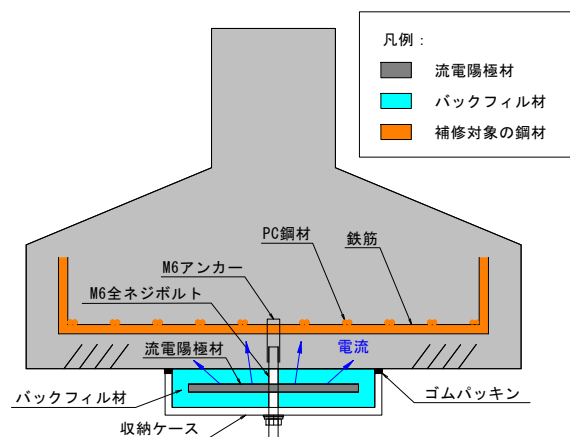 凡例：
流電陽極材
バックフィル材
補修対象の鋼材
PC鋼材
鉄筋
M6アンカー
M6全ネジボルト
流電陽極材
電流
バックフィル材
ゴムパッキン
収納ケース